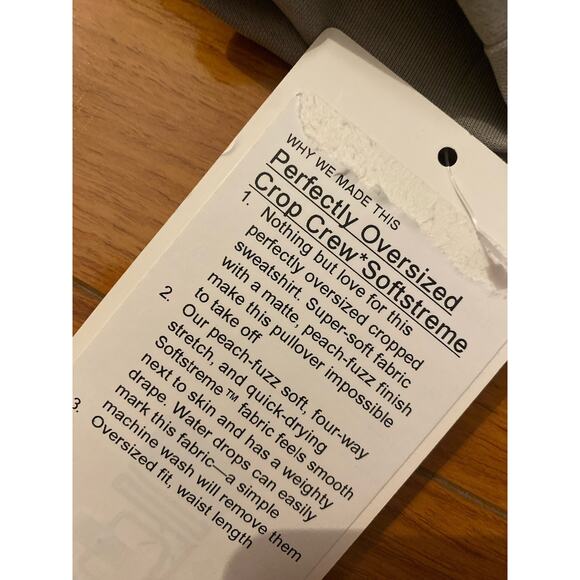 WHY WE MADE THIS
Perfectly Oversized
Crop Crew*Softstreme
1. Nothing but love for this
perfectly oversized cropped
sweatshirt. Super-soft fabric
with a matte, peach-fuzz finish
make this pullover impossible
to take off
2. Our peach-fuzz soft, four-way
stretch, and quick-drying
Softstreme™ fabric feels smooth
next to skin and has a weighty
drape. Water drops can easily
mark this fabric—a simple
machine wash will remove them
3. Oversized fit, waist length